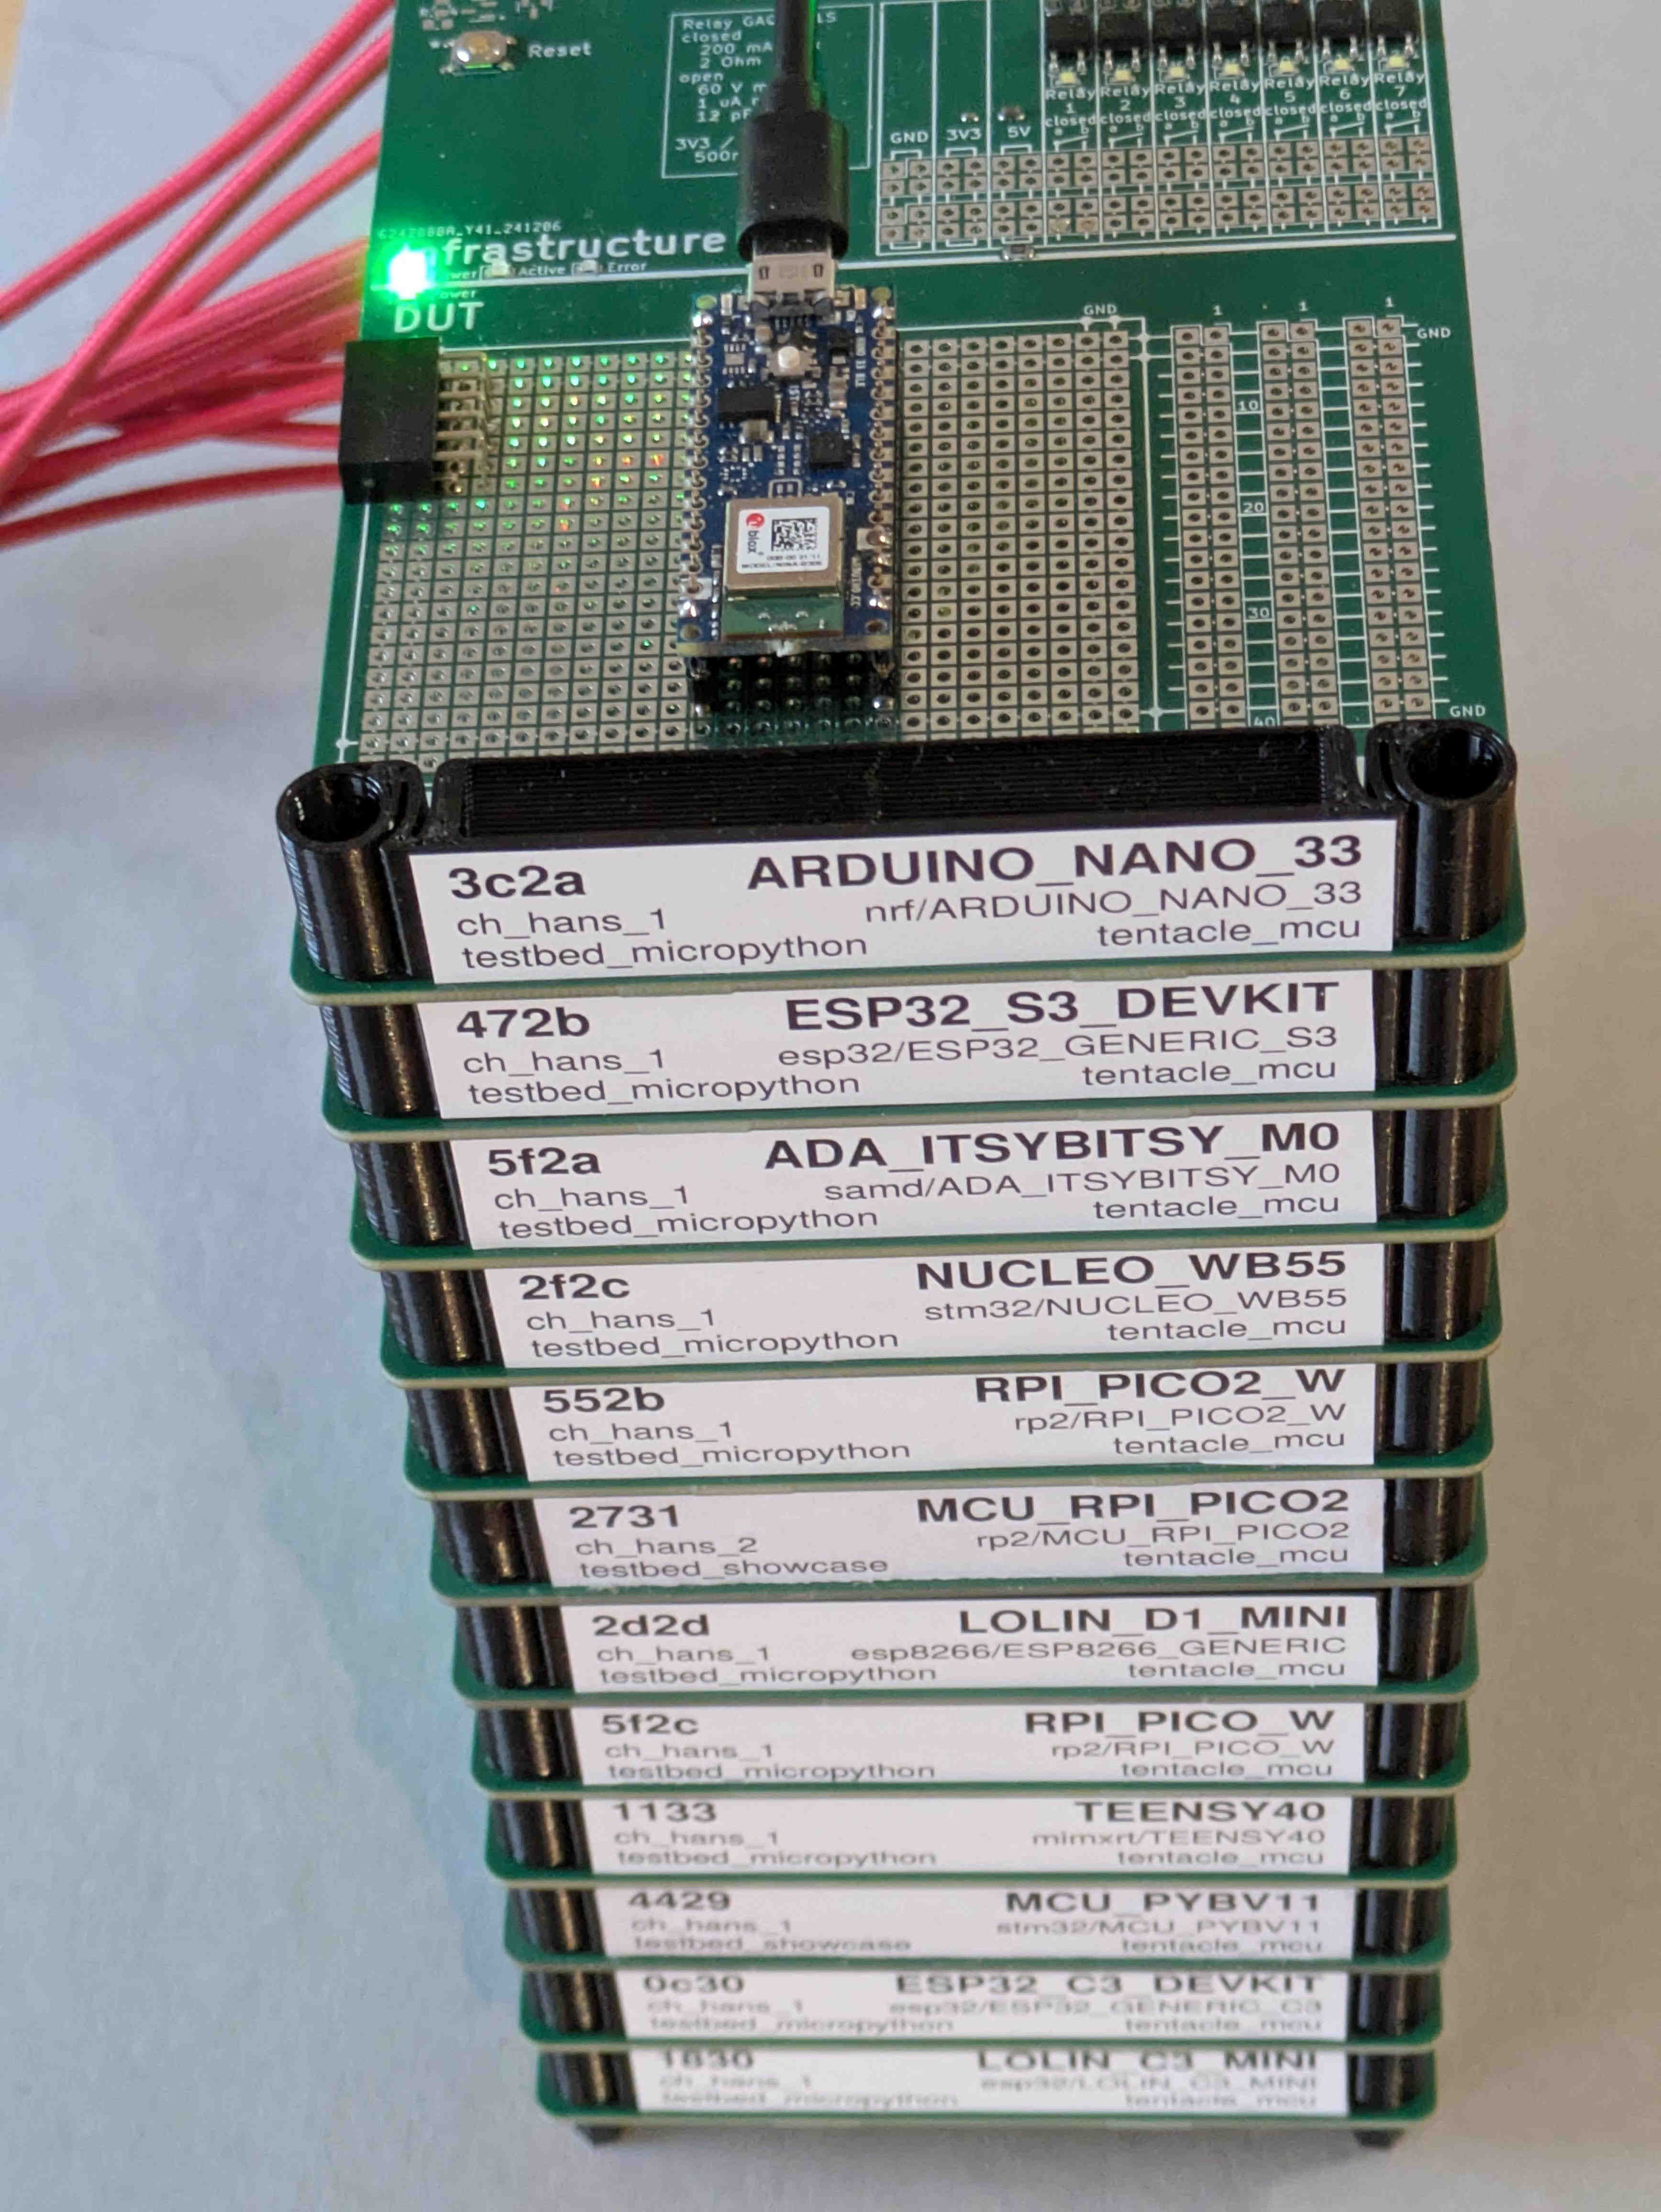 Reset
Relay
closed
200 mA
2 Ohm
open
60 V
1 uA
12 pF
3V3 /
Relay Relay Relay Relay Relay Relay Relay
1 2 3 4 5 6 7
closed closed closed closed closed closed closed
a b a b a b a b a b a b a b
GND 3V3 5V
_Y41_241206
frastructure
Active Error
DUT
GND
1 1 1
GND
10
20
30
40
GND
blox
3c2a ARDUINO_NANO_33
ch_hans_1 nrf/ARDUINO_NANO_33
testbed_micropython tentacle_mcu
472b ESP32_S3_DEVKIT
ch_hans_1 esp32/ESP32_GENERIC_S3
testbed_micropython tentacle_mcu
5f2a ADA_ITSYBITSY_M0
ch_hans_1 samd/ADA_ITSYBITSY_M0
testbed_micropython tentacle_mcu
2f2c NUCLEO_WB55
ch_hans_1 stm32/NUCLEO_WB55
testbed_micropython tentacle_mcu
552b RPI_PICO2_W
ch_hans_1 rp2/RPI_PICO2_W
testbed_micropython tentacle_mcu
2731 MCU_RPI_PICO2
ch_hans_2 rp2/MCU_RPI_PICO2
testbed_showcase tentacle_mcu
2d2d LOLIN_D1_MINI
ch_hans_1 esp8266/ESP8266_GENERIC
testbed_micropython tentacle_mcu
5f2c RPI_PICO_W
ch_hans_1 rp2/RPI_PICO_W
testbed_micropython tentacle_mcu
1133 TEENSY40
ch_hans_1 mimxrt/TEENSY40
testbed_micropython tentacle_mcu
4429 MCU_PYBV11
ch_hans_1 stm32/MCU_PYBV11
testbed_showcase tentacle_mcu
0c30 ESP32_C3_DEVKIT
ch_hans_1 esp32/ESP32_GENERIC_C3
testbed_micropython tentacle_mcu
1830 LOLIN_C3_MINI
ch_hans_1 esp32/LOLIN_C3_MINI
testbed_micropython tentacle_mcu